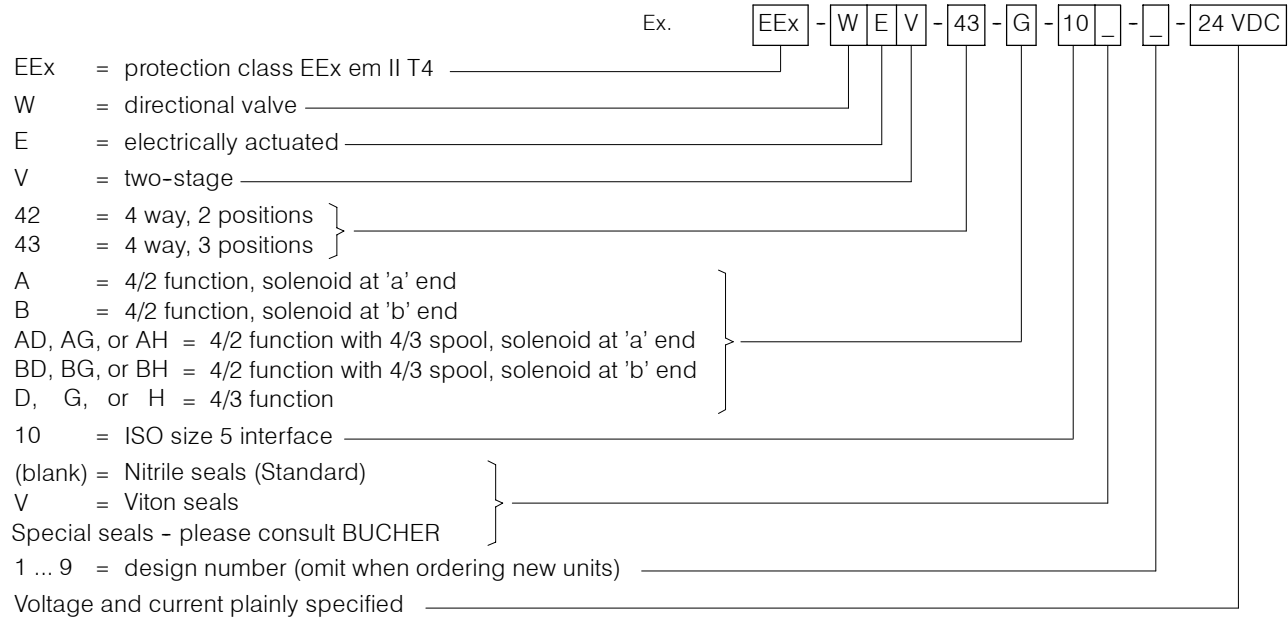 Ex. EEx - W E V - 43 - G - 10 _ - _ - 24 VDC
EEx = protection class EEx em II T4
W = directional valve
E = electrically actuated
V = two-stage
42 = 4 way, 2 positions
43 = 4 way, 3 positions
A = 4/2 function, solenoid at 'a' end
B = 4/2 function, solenoid at 'b' end
AD, AG, or AH = 4/2 function with 4/3 spool, solenoid at 'a' end
BD, BG, or BH = 4/2 function with 4/3 spool, solenoid at 'b' end
D, G, or H = 4/3 function
10 = ISO size 5 interface
(blank) = Nitrile seals (Standard)
V = Viton seals
Special seals - please consult BUCHER
1 ... 9 = design number (omit when ordering new units)
Voltage and current plainly specified